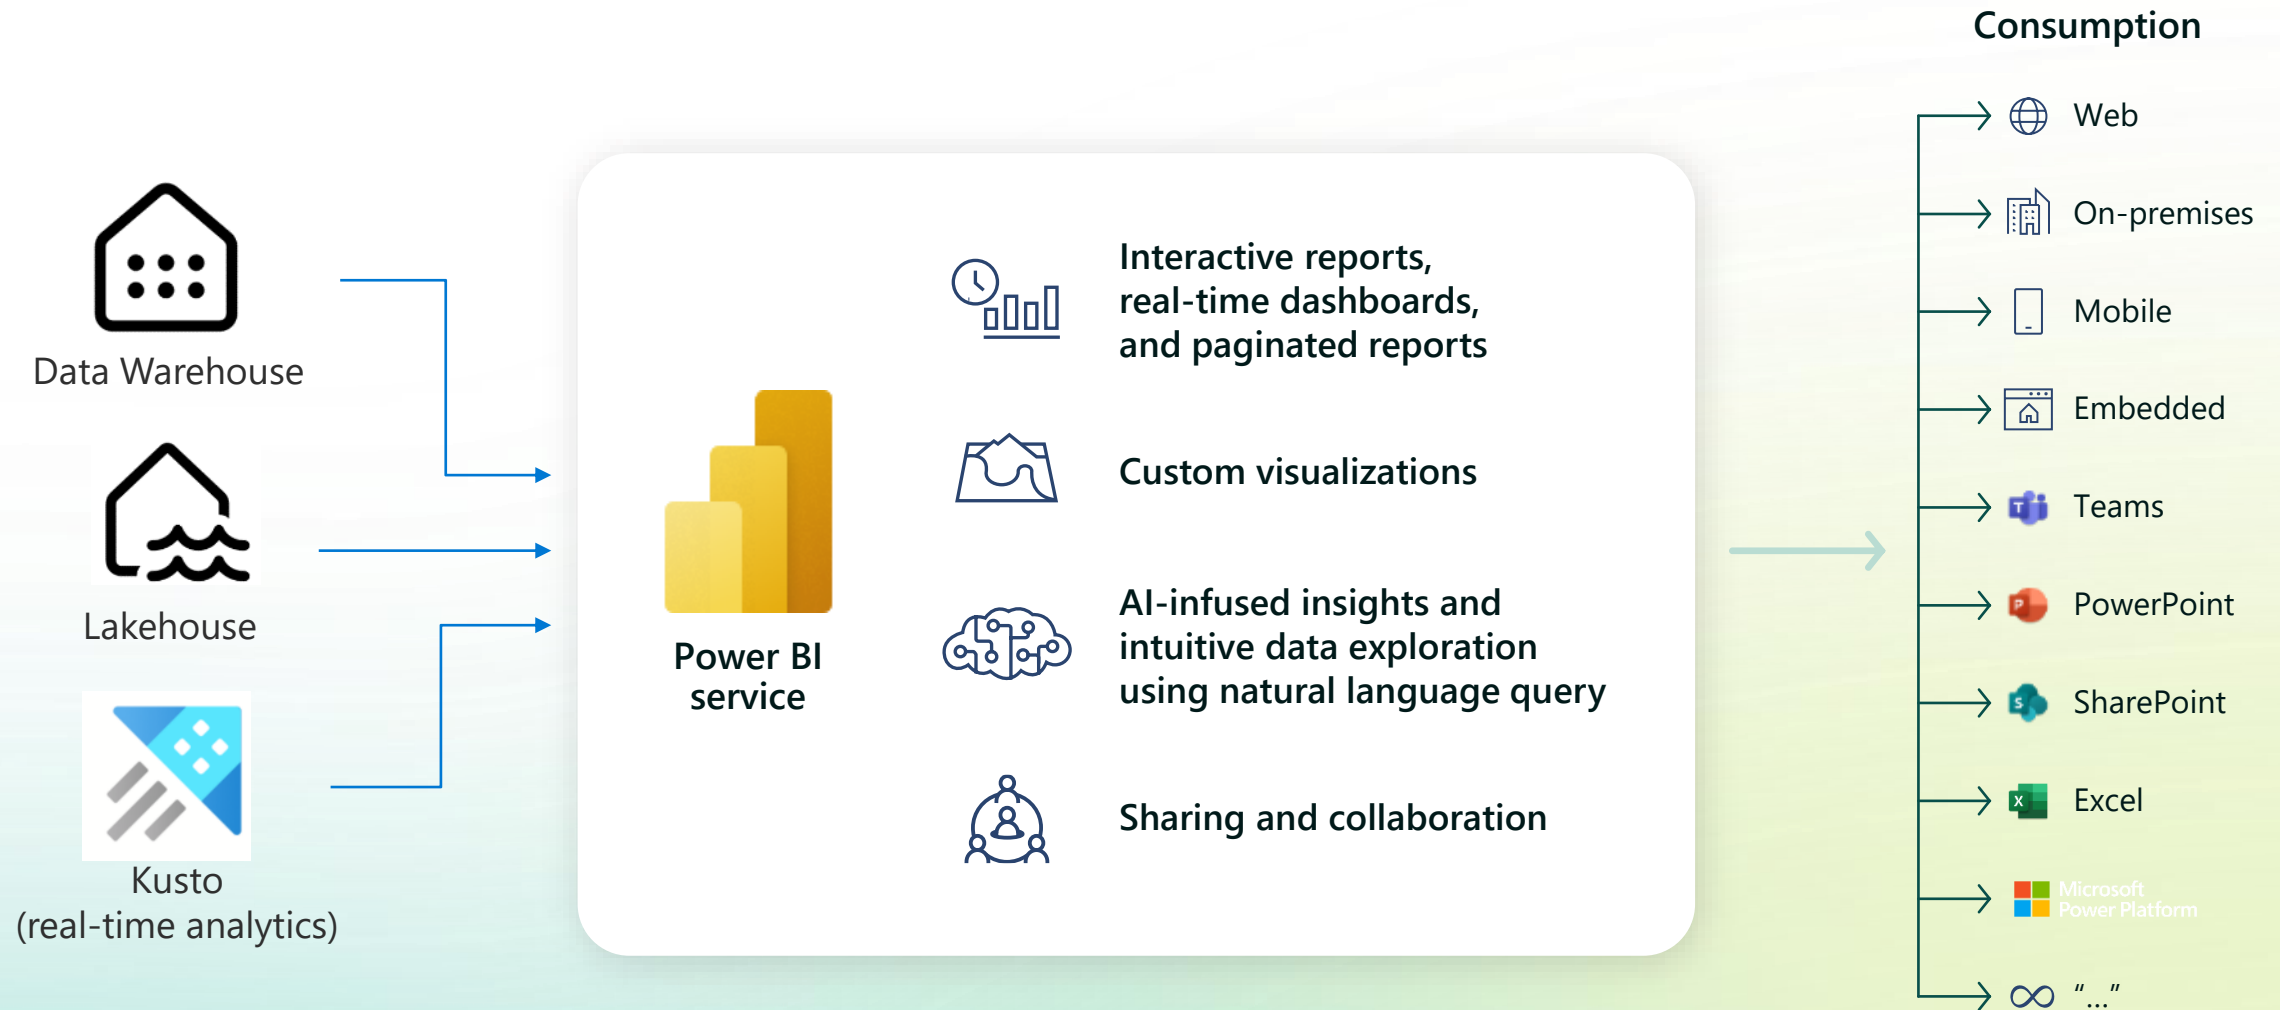 Consumption
Data Warehouse
Lakehouse
Kusto
(real-time analytics)
Power BI
service
Interactive reports,
real-time dashboards,
and paginated reports
Custom visualizations
AI-infused insights and
intuitive data exploration
using natural language query
Sharing and collaboration
Web
On-premises
Mobile
Embedded
T
Teams
P
PowerPoint
S
SharePoint
X
Excel
Microsoft
Power Platform
“...”